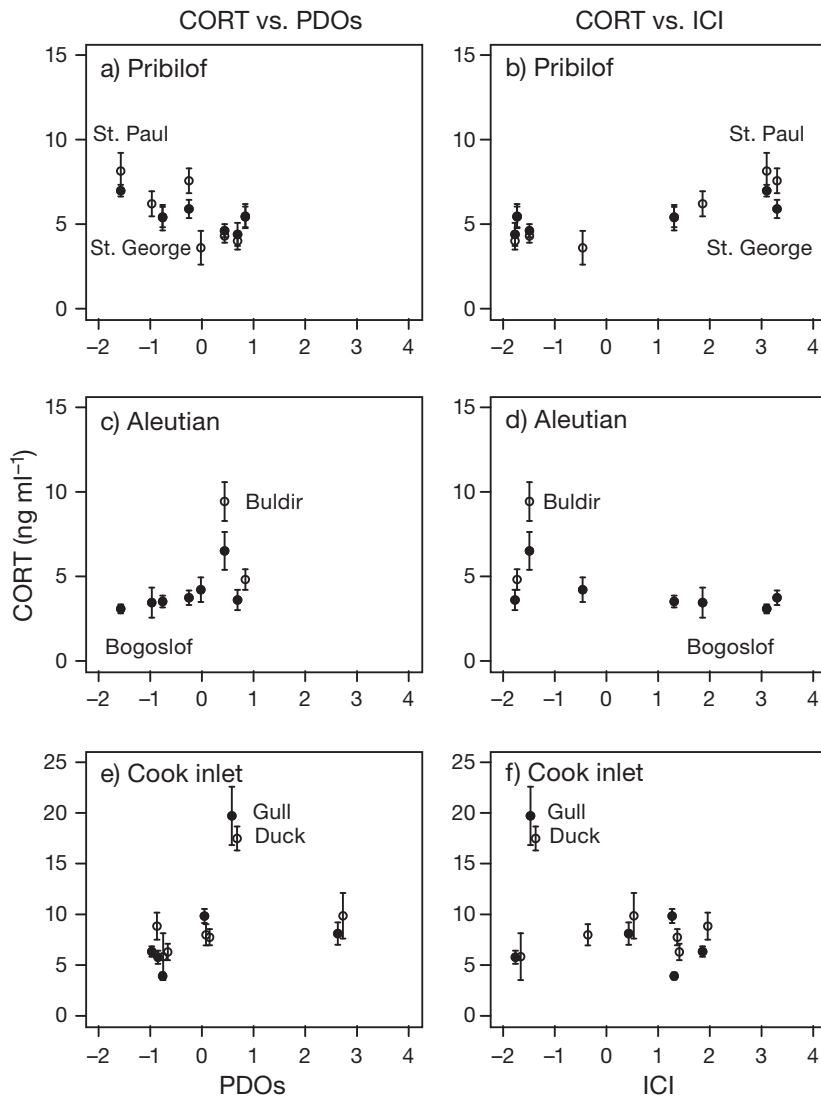 CORT vs. PDOs CORT vs. ICI
a) Pribilof b) Pribilof
15 15
10 10
5 5
0 0
St. Paul St. Paul
St. George St. George
−2 −1 0 1 2 3 4 −2 −1 0 1 2 3 4
CORT (ng ml⁻¹)
c) Aleutian d) Aleutian
15 15
10 10
5 5
0 0
Buldir Buldir
Bogoslof Bogoslof
−2 −1 0 1 2 3 4 −2 −1 0 1 2 3 4
e) Cook inlet f) Cook inlet
25 25
20 20
15 15
10 10
5 5
0 0
Gull Gull
Duck Duck
−2 −1 0 1 2 3 4 −2 −1 0 1 2 3 4
PDOs ICI